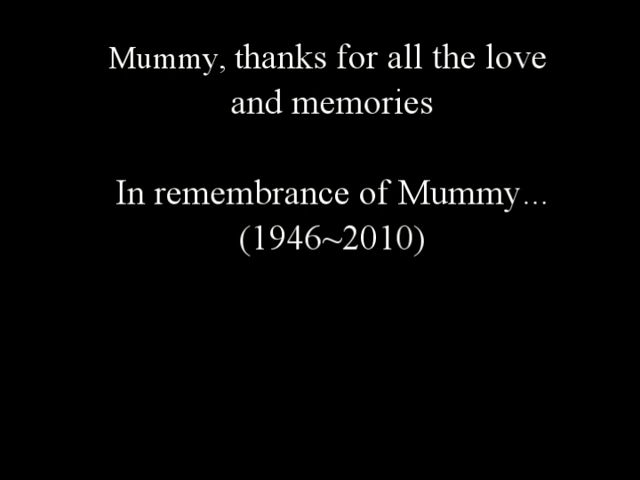 Mummy, thanks for all the love
and memories
In remembrance of Mummy...
(1946~2010)